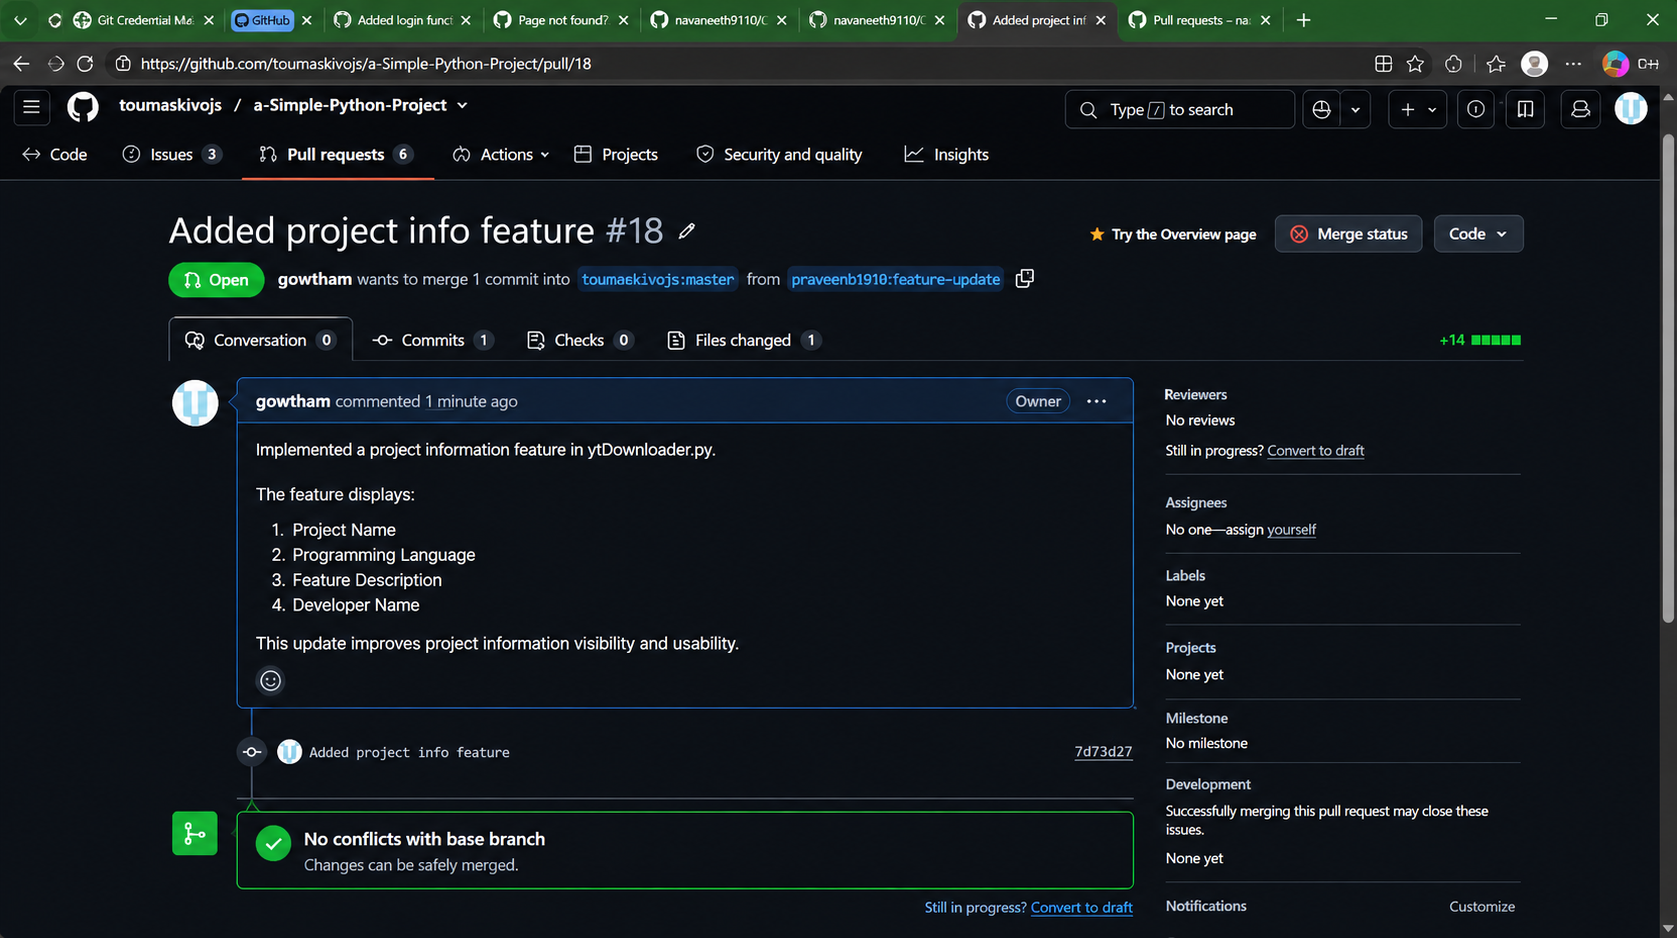 Git Credential Ma
GitHub
Added login funct
Page not found?
navaneeth9110/C
navaneeth9110/C
Added project inf
Pull requests – na
https://github.com/toumaskivojs/a-Simple-Python-Project/pull/18
toumaskivojs / a-Simple-Python-Project
Type / to search
Code
Issues 3
Pull requests 6
Actions
Projects
Security and quality
Insights
Added project info feature #18
Try the Overview page
Merge status
Code
Open
gowtham wants to merge 1 commit into toumaskivojs:master from praveenb1910:feature-update
Conversation 0
Commits 1
Checks 0
Files changed 1
+14
gowtham commented 1 minute ago
Owner
Implemented a project information feature in ytDownloader.py.
The feature displays:
1. Project Name
2. Programming Language
3. Feature Description
4. Developer Name
This update improves project information visibility and usability.
Added project info feature
7d73d27
No conflicts with base branch
Changes can be safely merged.
Still in progress? Convert to draft
Reviewers
No reviews
Still in progress? Convert to draft
Assignees
No one—assign yourself
Labels
None yet
Projects
None yet
Milestone
No milestone
Development
Successfully merging this pull request may close these
issues.
None yet
Notifications
Customize